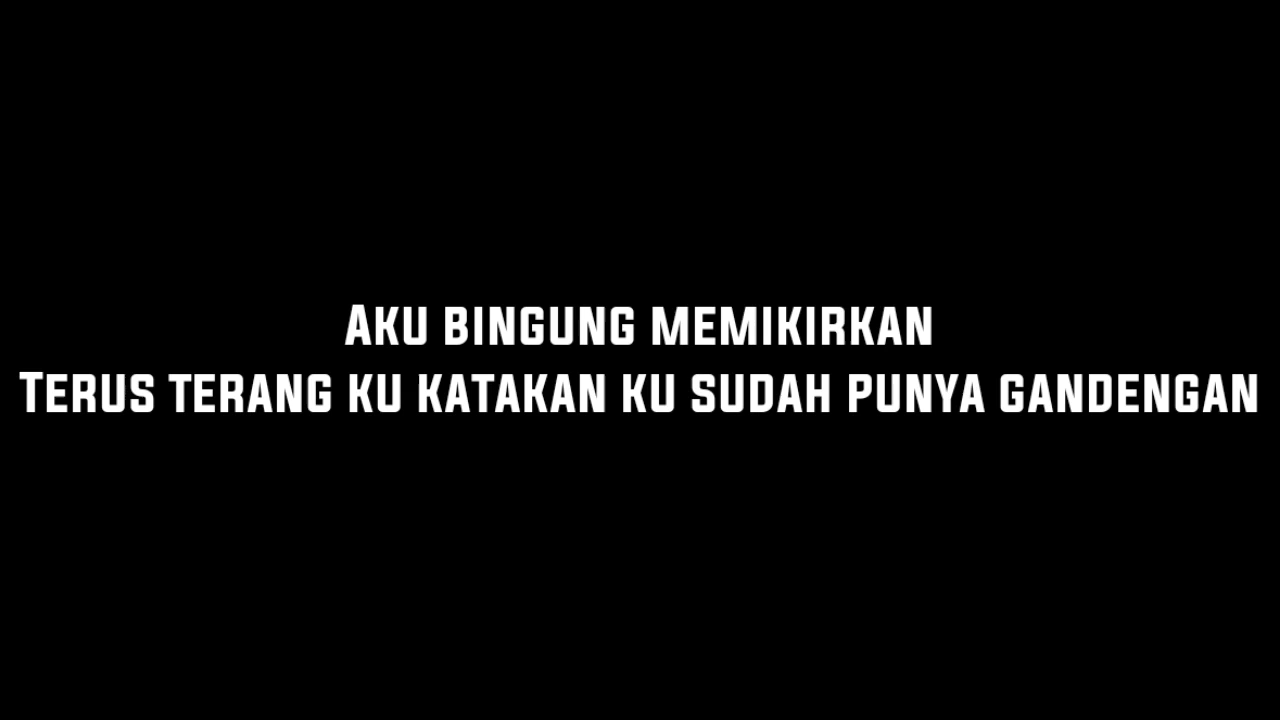 Aku bingung memikirkan
Terus terang ku katakan ku sudah punya gandengan